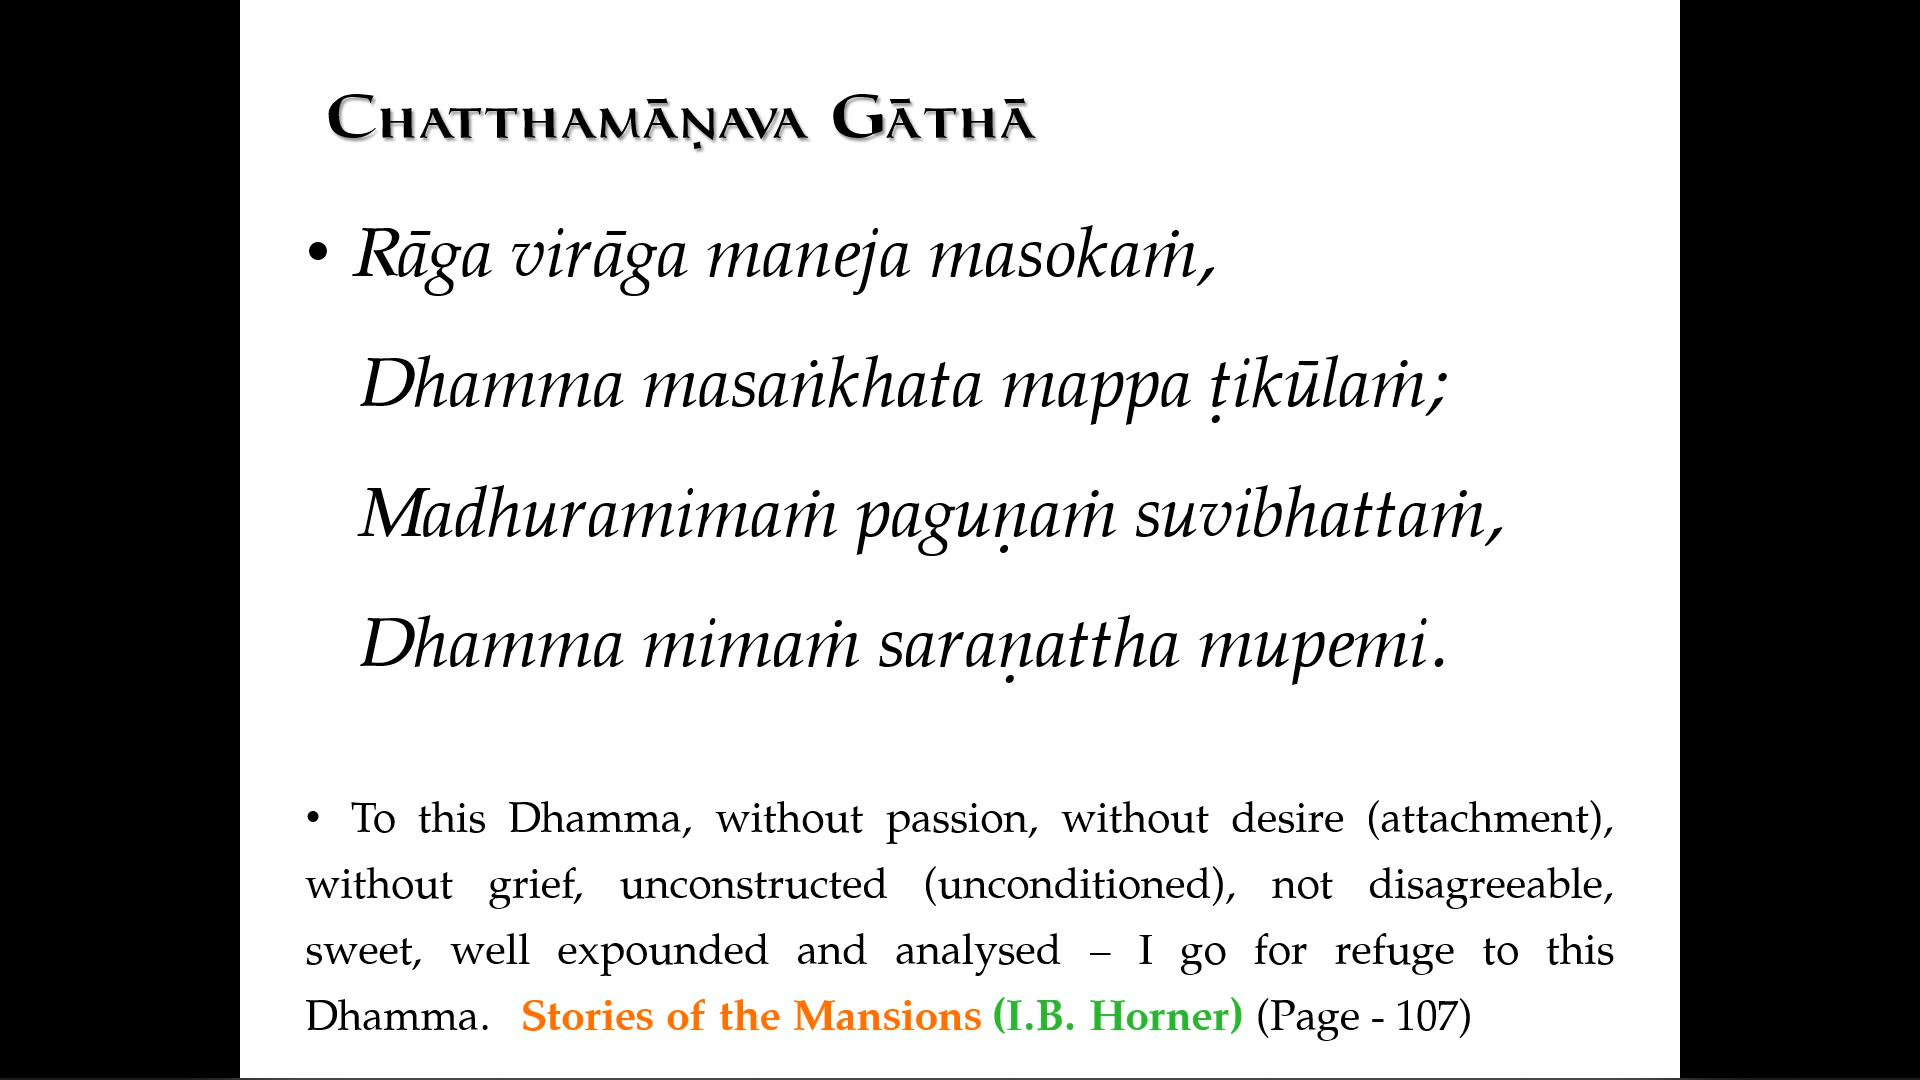 Chatthamāṇava Gāthā
• Rāga virāga maneja masokaṁ,
Dhamma masaṅkhata mappa ṭikūlaṁ;
Madhuramimaṁ paguṇaṁ suvibhattaṁ,
Dhamma mimaṁ saraṇattha mupemi.
• To this Dhamma, without passion, without desire (attachment),
without grief, unconstructed (unconditioned), not disagreeable,
sweet, well expounded and analysed – I go for refuge to this
Dhamma. Stories of the Mansions (I.B. Horner) (Page - 107)